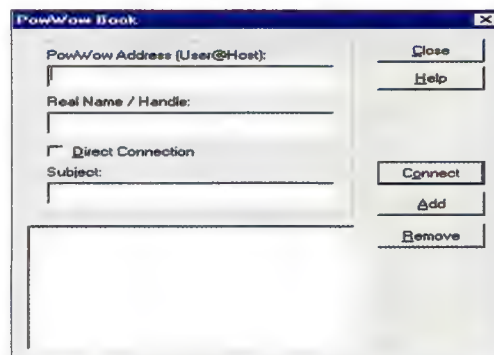 PowWow Book
PowWow Address (User@Host):
Close
Help
Real Name / Handle:
Direct Connection
Subject:
Connect
Add
Remove